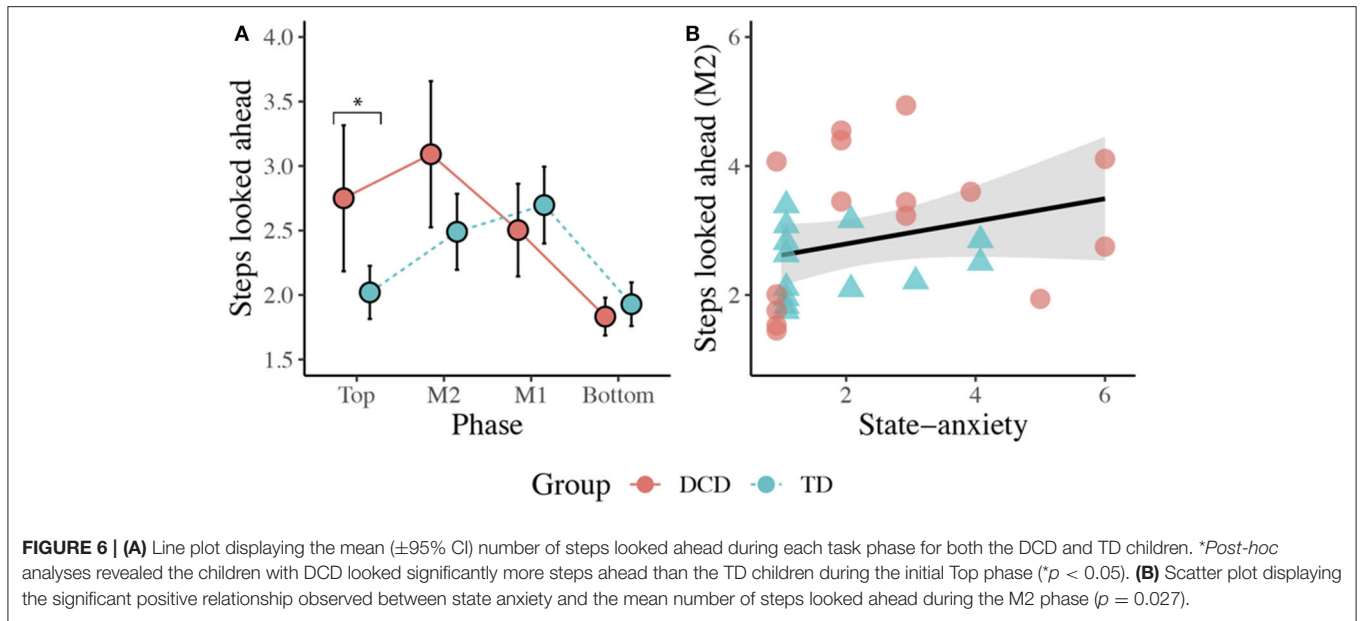 A
4.0
3.5
3.0
2.5
2.0
1.5
Steps looked ahead
*
Top M2 M1 Bottom
Phase
B
6
4
2
Steps looked ahead (M2)
2 4 6
State−anxiety
Group DCD TD
FIGURE 6 | (A) Line plot displaying the mean (±95% CI) number of steps looked ahead during each task phase for both the DCD and TD children. *Post-hoc
analyses revealed the children with DCD looked significantly more steps ahead than the TD children during the initial Top phase (*p < 0.05). (B) Scatter plot displaying
the significant positive relationship observed between state anxiety and the mean number of steps looked ahead during the M2 phase (p = 0.027).